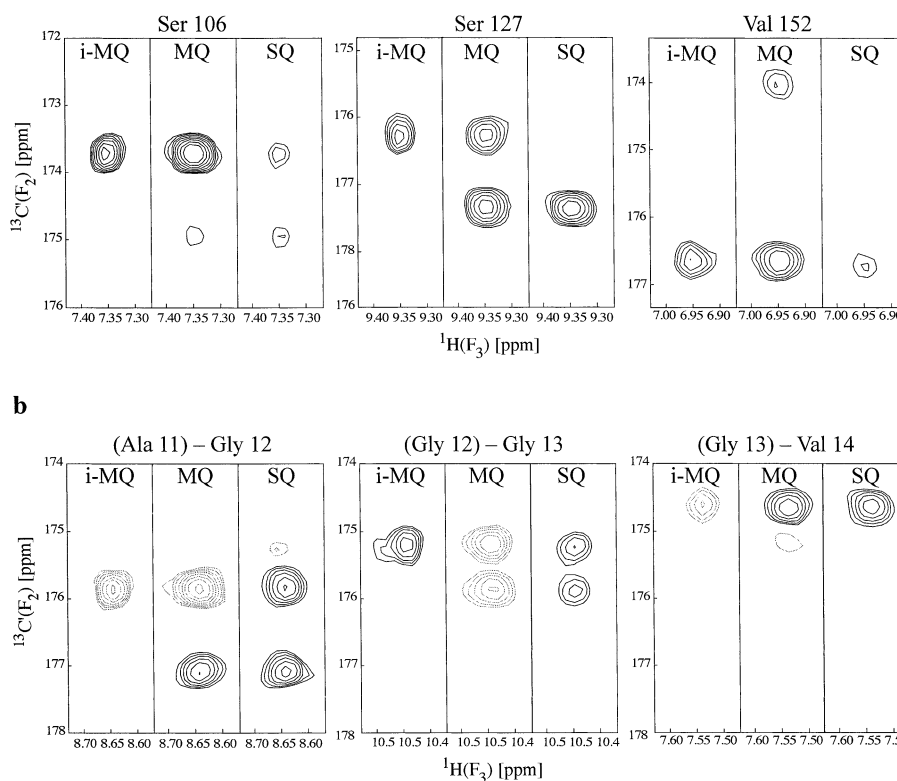 Ser 106 Ser 127 Val 152
i-MQ MQ SQ i-MQ MQ SQ i-MQ MQ SQ
172
173
174
175
176
175
176
177
178
176
174
175
176
177
13C'(F2) [ppm]
7.40 7.35 7.30 7.40 7.35 7.30 7.40 7.35 7.30
9.40 9.35 9.30 9.40 9.35 9.30 9.40 9.35 9.30
7.00 6.95 6.90 7.00 6.95 6.90 7.00 6.95 6.90
1H(F3) [ppm]
b
(Ala 11) – Gly 12 (Gly 12) – Gly 13 (Gly 13) – Val 14
i-MQ MQ SQ i-MQ MQ SQ i-MQ MQ SQ
174
175
176
177
178
174
175
176
177
178
174
175
176
177
178
13C'(F2) [ppm]
8.70 8.65 8.60 8.70 8.65 8.60 8.70 8.65 8.60
10.5 10.5 10.4 10.5 10.5 10.4 10.5 10.5 10.4
7.60 7.55 7.50 7.60 7.55 7.50 7.60 7.55 7.50
1H(F3) [ppm]